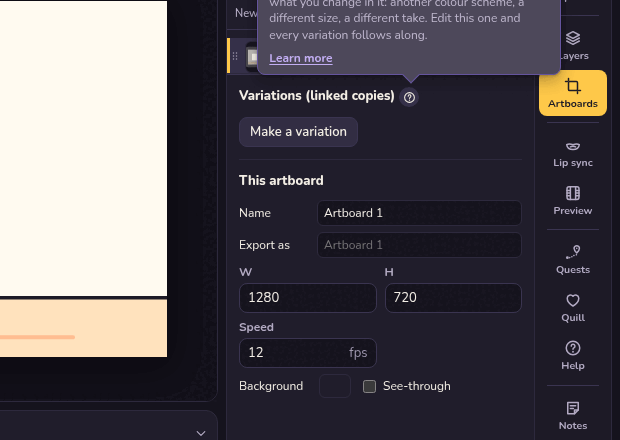 what you change in it: another colour scheme, a
different size, a different take. Edit this one and
every variation follows along.
Learn more
New
Variations (linked copies)
Make a variation
This artboard
Name
Artboard 1
Export as
Artboard 1
W
H
1280
720
Speed
12
fps
Background
See-through
ayers
Artboards
Lip sync
Preview
Quests
Quill
Help
Notes